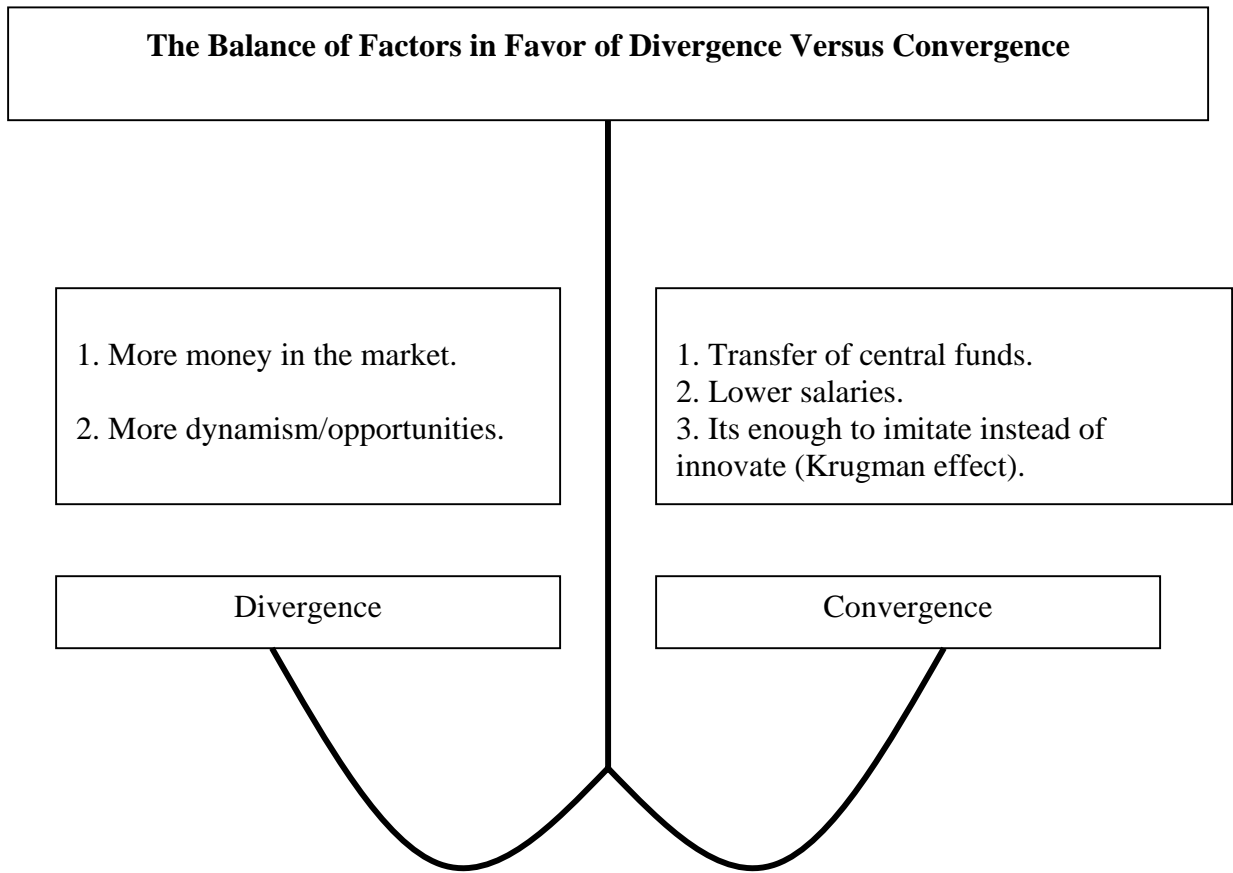 The Balance of Factors in Favor of Divergence Versus Convergence
1. More money in the market.
2. More dynamism/opportunities.
1. Transfer of central funds.
2. Lower salaries.
3. Its enough to imitate instead of
innovate (Krugman effect).
Divergence
Convergence